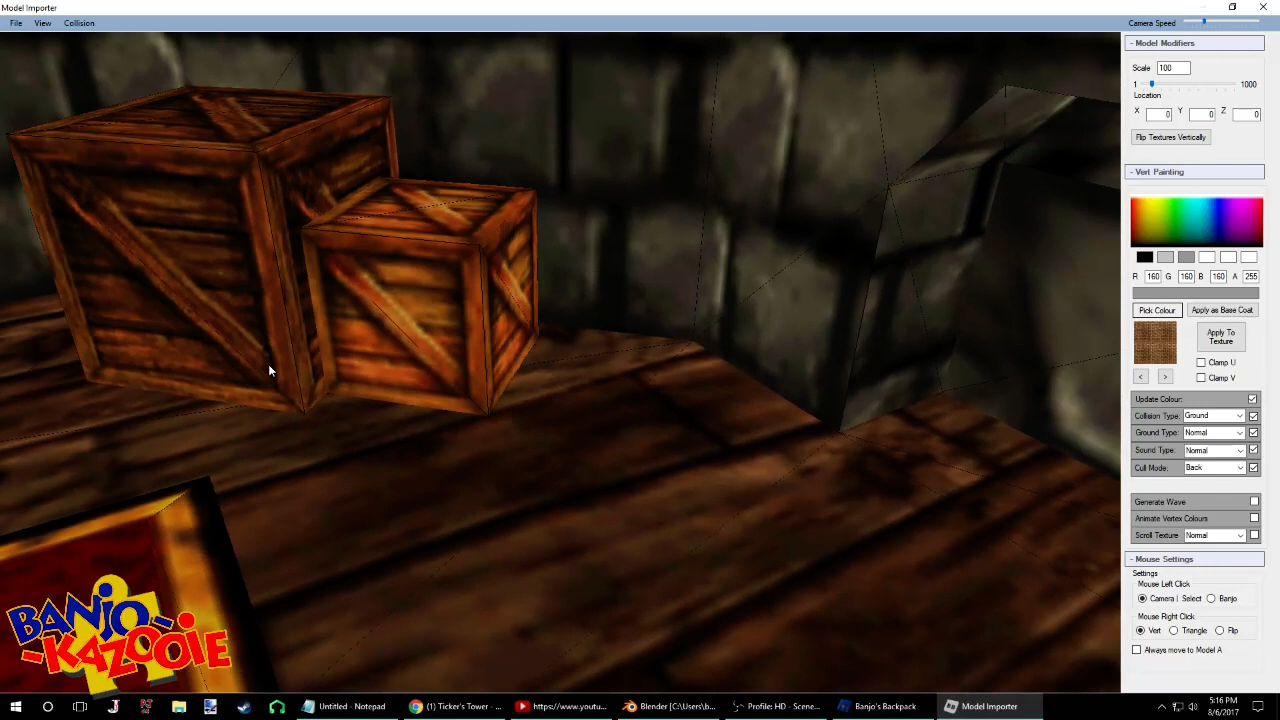 Model Importer
File View Collision
Camera Speed
- Model Modifiers
Scale 100
1 1000
Location
X 0 Y 0 Z 0
Flip Textures Vertically
- Vert Painting
R 160 G 160 B 160 A 255
Pick Colour Apply as Base Coat
Apply To
Texture
Clamp U
< > Clamp V
Update Colour:
Collision Type: Ground
Ground Type: Normal
Sound Type: Normal
Cull Mode: Back
Generate Wave
Animate Vertex Colours
Scroll Texture Normal
- Mouse Settings
Settings
Mouse Left Click
Camera | Select Banjo
Mouse Right Click
Vert Triangle Flip
Always move to Model A
BANJO-
-KAZOOIE
Untitled - Notepad (1) Ticker's Tower - ... https://www.youtu... Blender [C:\Users\b... Profile: HD - Scene... Banjo's Backpack Model Importer
5:16 PM
8/6/2017